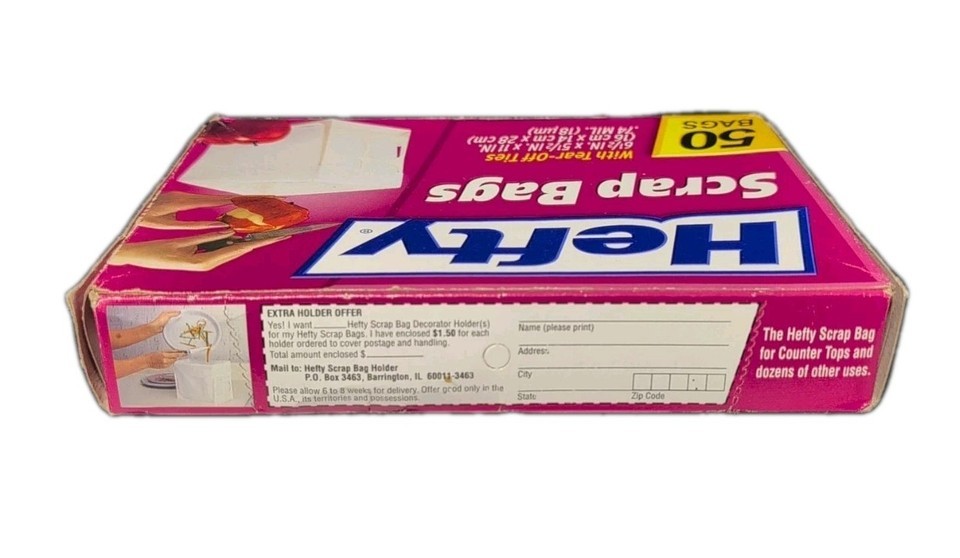 50
BAGS
With Tear-Off Ties
6½ IN. x 5½ IN. x 11 IN.
(16 cm x 14 cm x 28 cm)
.74 MIL. (18 µm)
Scrap Bags
Hefty®
EXTRA HOLDER OFFER
Yes! I want ______ Hefty Scrap Bag Decorator Holder(s)
for my Hefty Scrap Bags. I have enclosed $1.50 for each
holder ordered to cover postage and handling.
Total amount enclosed $__________
Mail to: Hefty Scrap Bag Holder
P.O. Box 3463, Barrington, IL 60011-3463
Please allow 6 to 8 weeks for delivery. Offer good only in the
U.S.A., its territories and possessions.
Name (please print)
Address
City
State Zip Code
The Hefty Scrap Bag
for Counter Tops and
dozens of other uses.